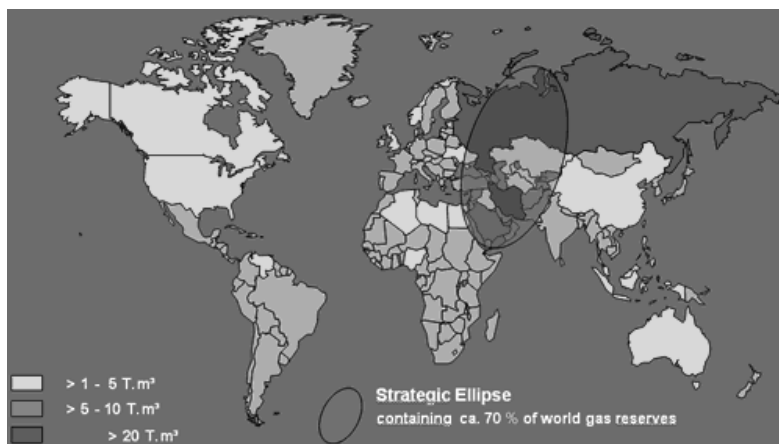 > 1 - 5 T.m³
> 5 - 10 T.m³
> 20 T.m³
Strategic Ellipse
containing ca. 70 % of world gas reserves